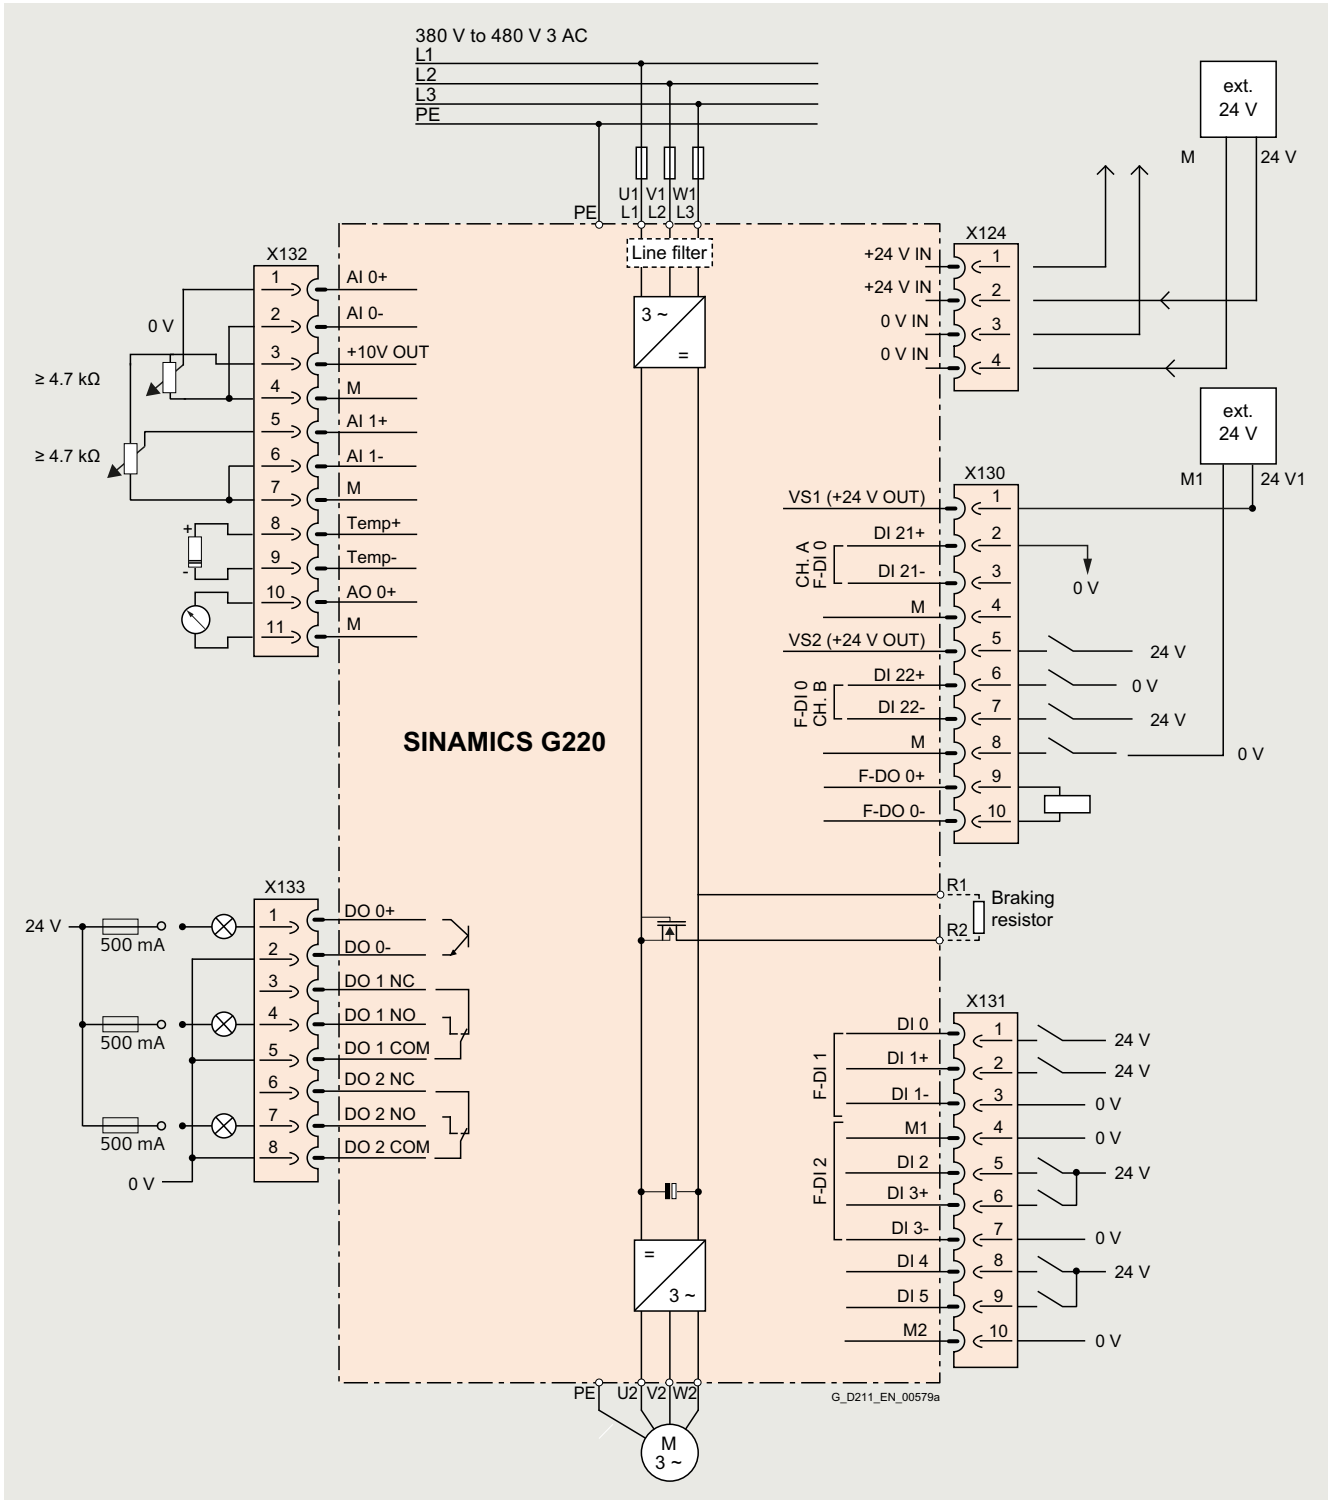 380 V to 480 V 3 AC
L1
L2
L3
PE
U1 V1 W1
PE L1 L2 L3
Line filter
3 ~
=
ext.
24 V
M 24 V
X124
+24 V IN 1
+24 V IN 2
0 V IN 3
0 V IN 4
X132
1 AI 0+
2 AI 0-
3 +10V OUT
4 M
5 AI 1+
6 AI 1-
7 M
8 Temp+
9 Temp-
10 AO 0+
11 M
0 V
≥ 4.7 kΩ
≥ 4.7 kΩ
+
-
ext.
24 V
M1 24 V1
X130
VS1 (+24 V OUT) 1
DI 21+ 2
DI 21- 3
CH. A
F-DI 0
0 V
M 4
VS2 (+24 V OUT) 5 24 V
DI 22+ 6 0 V
DI 22- 7 24 V
F-DI 0
CH. B
M 8 0 V
F-DO 0+ 9
F-DO 0- 10
SINAMICS G220
R1
R2
Braking
resistor
X133
24 V
500 mA
500 mA
500 mA
0 V
1 DO 0+
2 DO 0-
3 DO 1 NC
4 DO 1 NO
5 DO 1 COM
6 DO 2 NC
7 DO 2 NO
8 DO 2 COM
X131
DI 0 1 24 V
DI 1+ 2 24 V
DI 1- 3 0 V
F-DI 1
M1 4 0 V
DI 2 5 24 V
DI 3+ 6
DI 3- 7 0 V
F-DI 2
DI 4 8 24 V
DI 5 9
M2 10 0 V
=
3 ~
PE U2 V2 W2
G_D211_EN_00579a
M
3 ~